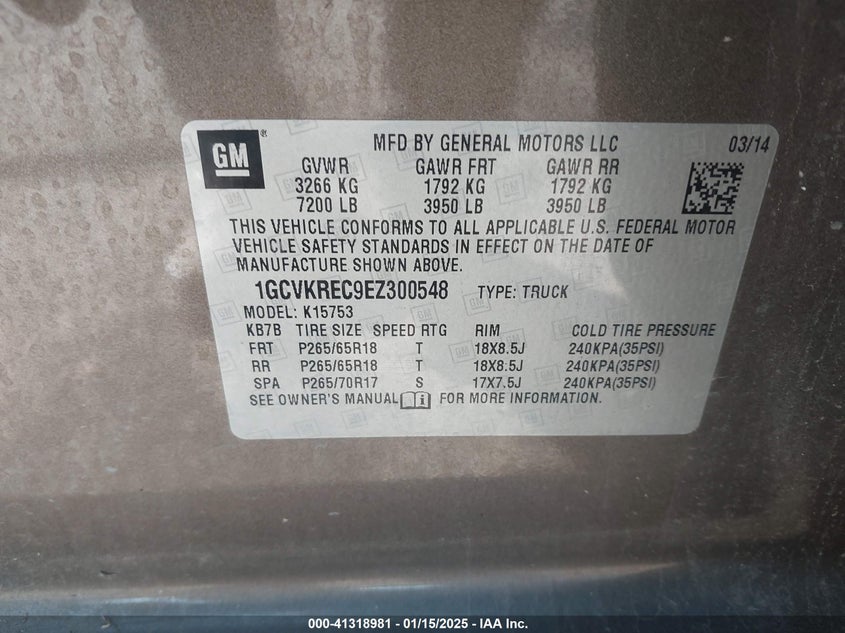 GM ®
MFD BY GENERAL MOTORS LLC 03/14
GVWR GAWR FRT GAWR RR
3266 KG 1792 KG 1792 KG
7200 LB 3950 LB 3950 LB
THIS VEHICLE CONFORMS TO ALL APPLICABLE U.S. FEDERAL MOTOR
VEHICLE SAFETY STANDARDS IN EFFECT ON THE DATE OF
MANUFACTURE SHOWN ABOVE.
1GCVKREC9EZ300548 TYPE: TRUCK
MODEL: K15753
KB7B TIRE SIZE SPEED RTG RIM COLD TIRE PRESSURE
FRT P265/65R18 T 18X8.5J 240KPA(35PSI)
RR P265/65R18 T 18X8.5J 240KPA(35PSI)
SPA P265/70R17 S 17X7.5J 240KPA(35PSI)
SEE OWNER'S MANUAL i FOR MORE INFORMATION.
000-41318981 - 01/15/2025 - IAA Inc.